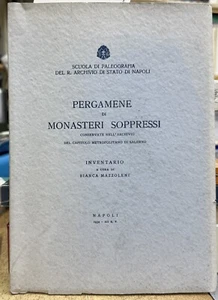 SCUOLA DI PALEOGRAFIA
DEL R. ARCHIVIO DI STATO DI NAPOLI
PERGAMENE
DI
MONASTERI SOPPRESSI
CONSERVATE NELL'ARCHIVIO
DEL CAPITOLO METROPOLITANO DI SALERNO
INVENTARIO
A CURA DI
BIANCA MAZZOLENI
NAPOLI